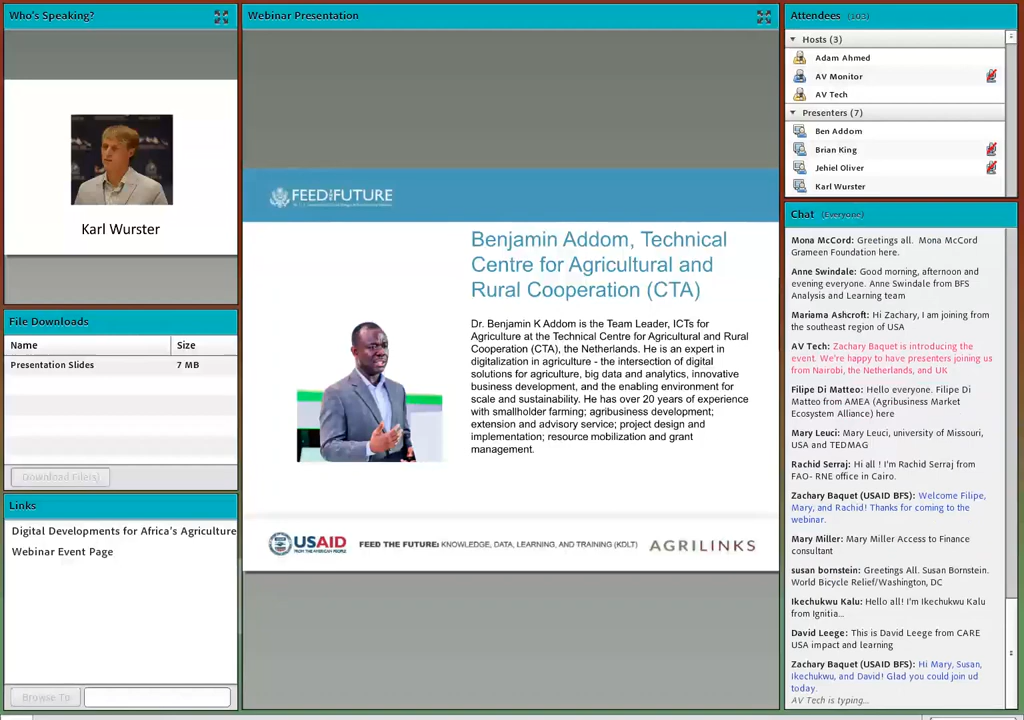 Who's Speaking?
Karl Wurster
File Downloads
Name Size
Presentation Slides 7 MB
Download File(s)
Links
Digital Developments for Africa's Agriculture
Webinar Event Page
Browse To
Webinar Presentation
FEED THE FUTURE
Benjamin Addom, Technical
Centre for Agricultural and
Rural Cooperation (CTA)
Dr. Benjamin K Addom is the Team Leader, ICTs for
Agriculture at the Technical Centre for Agricultural and Rural
Cooperation (CTA), the Netherlands. He is an expert in
digitalization in agriculture - the intersection of digital
solutions for agriculture, big data and analytics, innovative
business development, and the enabling environment for
scale and sustainability. He has over 20 years of experience
with smallholder farming; agribusiness development;
extension and advisory service; project design and
implementation; resource mobilization and grant
management.
USAID
FROM THE AMERICAN PEOPLE
FEED THE FUTURE: KNOWLEDGE, DATA, LEARNING, AND TRAINING (KDLT)
AGRILINKS
Attendees (103)
Hosts (3)
Adam Ahmed
AV Monitor
AV Tech
Presenters (7)
Ben Addom
Brian King
Jehiel Oliver
Karl Wurster
Chat (Everyone)
Mona McCord: Greetings all. Mona McCord
Grameen Foundation here.
Anne Swindale: Good morning, afternoon and
evening everyone. Anne Swindale from BFS
Analysis and Learning team
Mariama Ashcroft: Hi Zachary, I am joining from
the southeast region of USA
AV Tech: Zachary Baquet is introducing the
event. We're happy to have presenters joining us
from Nairobi, the Netherlands, and UK
Filipe Di Matteo: Hello everyone. Filipe Di
Matteo from AMEA (Agribusiness Market
Ecosystem Alliance) here
Mary Leuci: Mary Leuci, university of Missouri,
USA and TEDMAG
Rachid Serraj: Hi all ! I'm Rachid Serraj from
FAO- RNE office in Cairo.
Zachary Baquet (USAID BFS): Welcome Filipe,
Mary, and Rachid! Thanks for coming to the
webinar.
Mary Miller: Mary Miller Access to Finance
consultant
susan bornstein: Greetings All. Susan Bornstein.
World Bicycle Relief/Washington, DC
Ikechukwu Kalu: Hello all! I'm Ikechukwu Kalu
from Ignitia...
David Leege: This is David Leege from CARE
USA impact and learning
Zachary Baquet (USAID BFS): Hi Mary, Susan,
Ikechukwu, and David! Glad you could join ud
today.
AV Tech is typing...